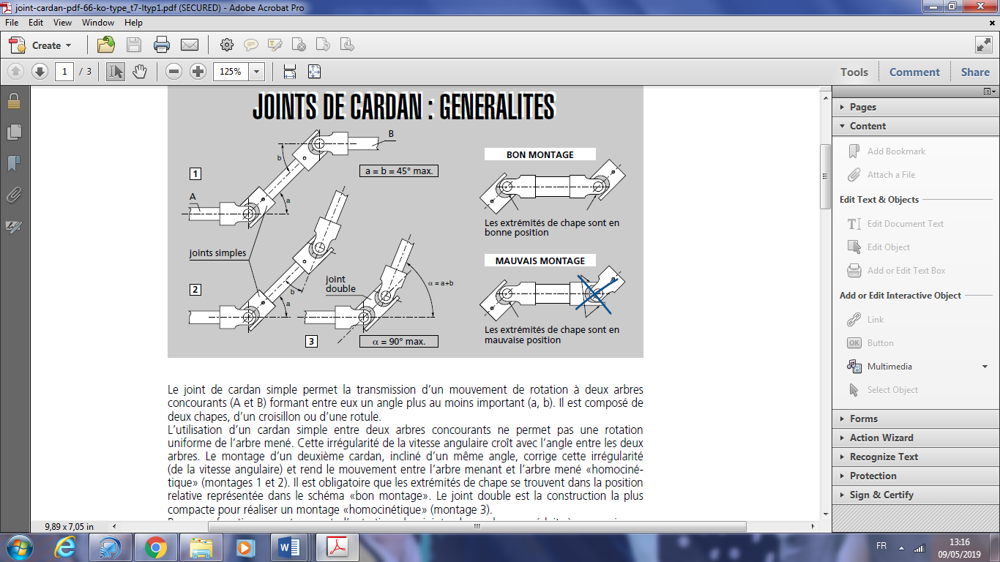 joint-cardan-pdf-66-ko-type_t7-ltyp1.pdf (SECURED) - Adobe Acrobat Pro
File Edit View Window Help
Create
1 / 3 125% Tools Comment Share
JOINTS DE CARDAN : GENERALITES
B
b
1
a = b = 45° max.
A
a
joints simples
2
b
a
joint
double
α = a+b
3
α = 90° max.
BON MONTAGE
Les extrémités de chape sont en
bonne position
MAUVAIS MONTAGE
Les extrémités de chape sont en
mauvaise position
Le joint de cardan simple permet la transmission d’un mouvement de rotation à deux arbres
concourants (A et B) formant entre eux un angle plus au moins important (a, b). Il est composé de
deux chapes, d’un croisillon ou d’une rotule.
L’utilisation d’un cardan simple entre deux arbres concourants ne permet pas une rotation
uniforme de l’arbre mené. Cette irrégularité de la vitesse angulaire croît avec l’angle entre les deux
arbres. Le montage d’un deuxième cardan, incliné d’un même angle, corrige cette irrégularité
(de la vitesse angulaire) et rend le mouvement entre l’arbre menant et l’arbre mené «homociné-
tique» (montages 1 et 2). Il est obligatoire que les extrémités de chape se trouvent dans la position
relative représentée dans le schéma «bon montage». Le joint double est la construction la plus
compacte pour réaliser un montage «homocinétique» (montage 3).
Pages
Content
Add Bookmark
Attach a File
Edit Text & Objects
Edit Document Text
Edit Object
Add or Edit Text Box
Add or Edit Interactive Object
Link
OK Button
Multimedia
Select Object
Forms
Action Wizard
Recognize Text
Protection
Sign & Certify
9,89 x 7,05 in
FR
13:16
09/05/2019